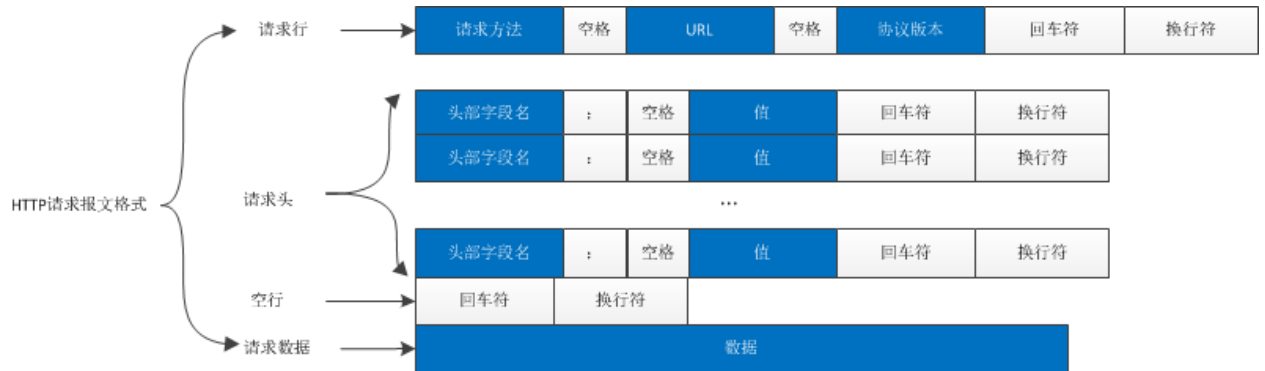 请求行 请求方法 空格 URL 空格 协议版本 回车符 换行符
头部字段名 : 空格 值 回车符 换行符
头部字段名 : 空格 值 回车符 换行符
HTTP请求报文格式
请求头
...
头部字段名 : 空格 值 回车符 换行符
空行 回车符 换行符
请求数据 数据